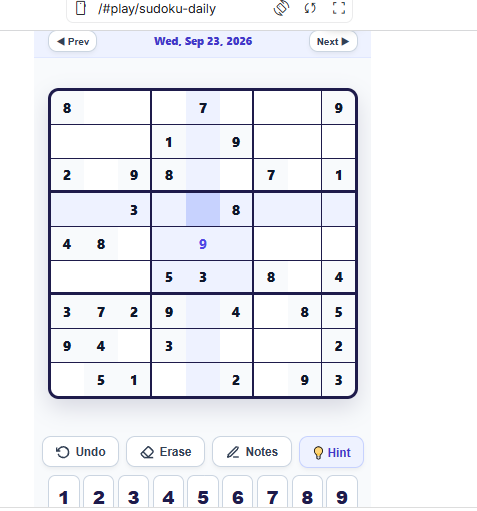 /#play/sudoku-daily
◀ Prev Wed, Sep 23, 2026 Next ▶
8 7 9
1 9
2 9 8 7 1
3 8
4 8 9
5 3 8 4
3 7 2 9 4 8 5
9 4 3 2
5 1 2 9 3
Undo Erase Notes Hint
1 2 3 4 5 6 7 8 9